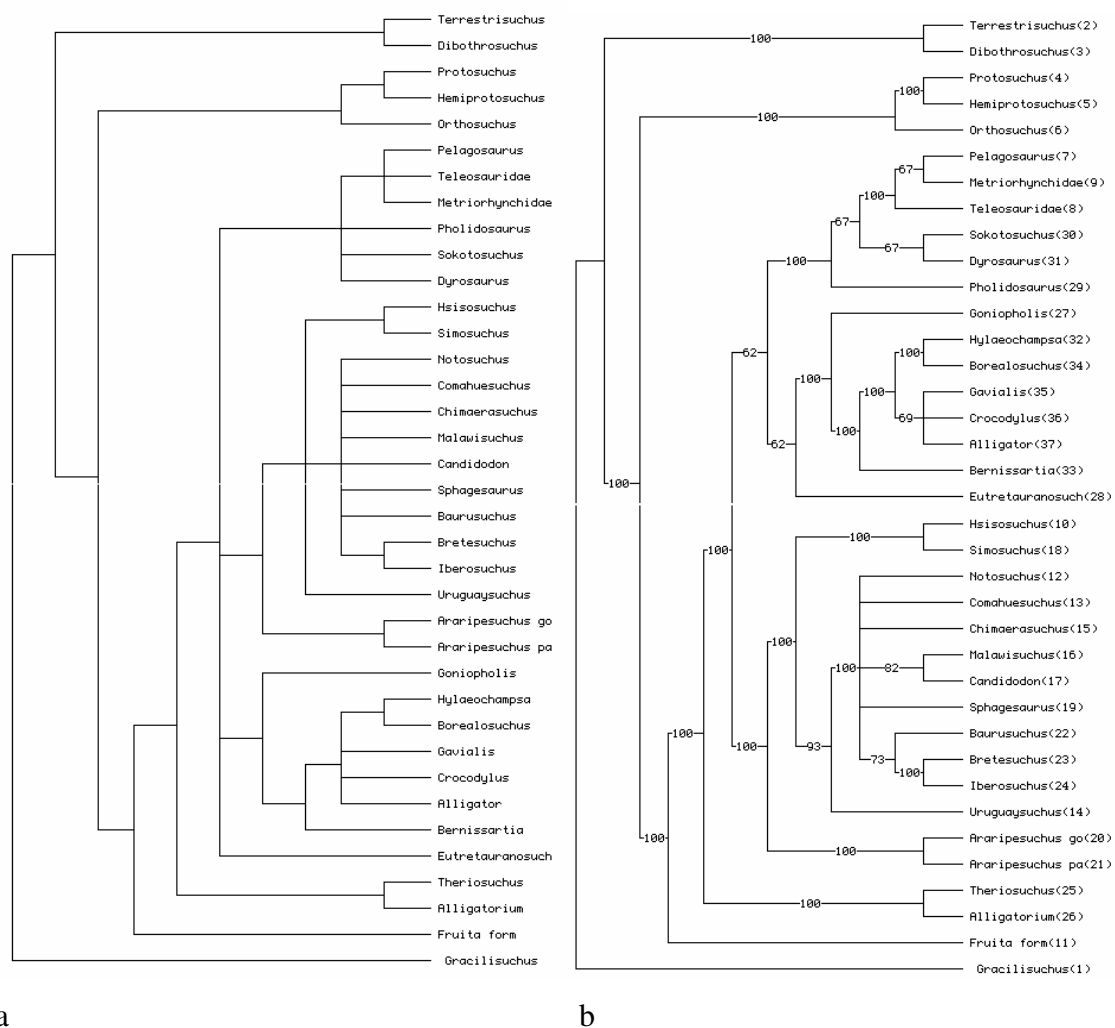 Terrestrisuchus
Dibothrosuchus
Protosuchus
Hemiprotosuchus
Orthosuchus
Pelagosaurus
Teleosauridae
Metriorhynchidae
Pholidosaurus
Sokotosuchus
Dyrosaurus
Hsisosuchus
Simosuchus
Notosuchus
Comahuesuchus
Chimaerasuchus
Malawisuchus
Candidodon
Sphagesaurus
Baurusuchus
Bretesuchus
Iberosuchus
Uruguaysuchus
Araripesuchus go
Araripesuchus pa
Goniopholis
Hylaeochampsa
Borealosuchus
Gavialis
Crocodylus
Alligator
Bernissartia
Eutretauranosuch
Theriosuchus
Alligatorium
Fruita form
Gracilisuchus
a
Terrestrisuchus(2)
100
Dibothrosuchus(3)
Protosuchus(4)
100
Hemiprotosuchus(5)
100
Orthosuchus(6)
Pelagosaurus(7)
67
Metriorhynchidae(9)
100
Teleosauridae(8)
67
Sokotosuchus(30)
67
Dyrosaurus(31)
100
Pholidosaurus(29)
Goniopholis(27)
Hylaeochampsa(32)
100
62
Borealosuchus(34)
100
100
Gavialis(35)
Crocodylus(36)
69
100
Alligator(37)
62
Bernissartia(33)
100
Eutretauranosuch(28)
Hsisosuchus(10)
100
Simosuchus(18)
100
Notosuchus(12)
Comahuesuchus(13)
Chimaerasuchus(15)
100
Malawisuchus(16)
100
82
Candidodon(17)
Sphagesaurus(19)
Baurusuchus(22)
100
93
100
Bretesuchus(23)
73
100
Iberosuchus(24)
Uruguaysuchus(14)
Araripesuchus go(20)
100
100
Araripesuchus pa(21)
Theriosuchus(25)
100
Alligatorium(26)
Fruita form(11)
Gracilisuchus(1)
b